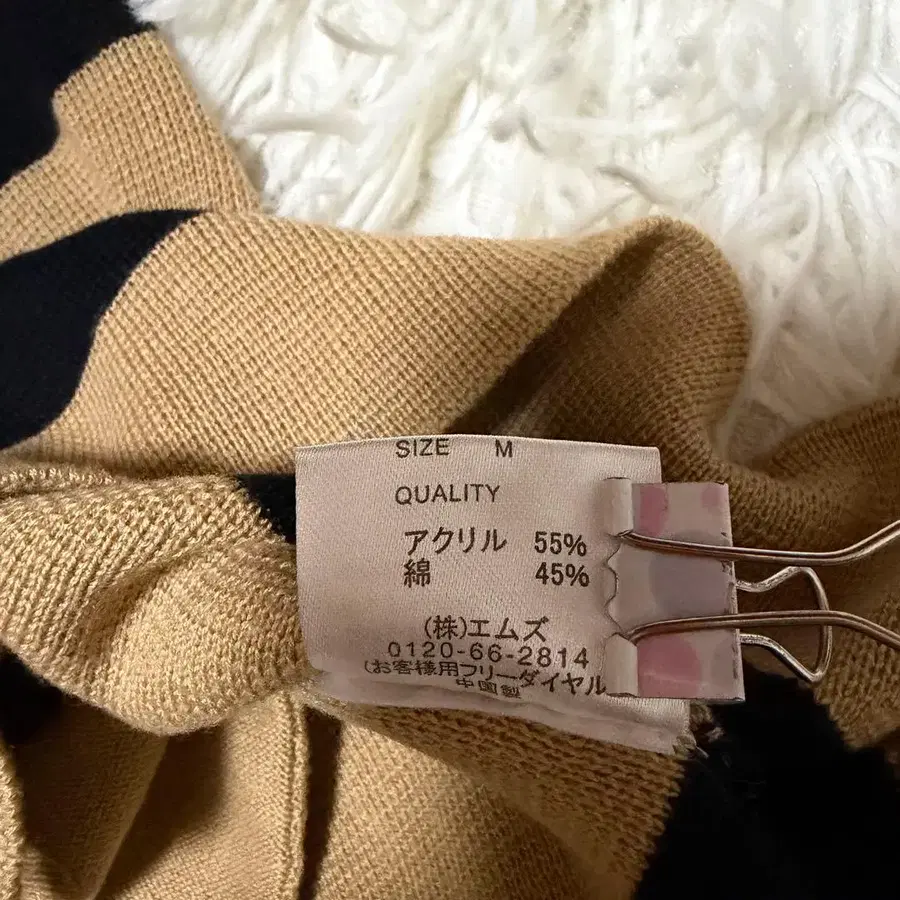 SIZE M
QUALITY
アクリル 55%
綿 45%
(株)エムズ
0120-66-2814
(お客様用フリーダイヤル
中国製